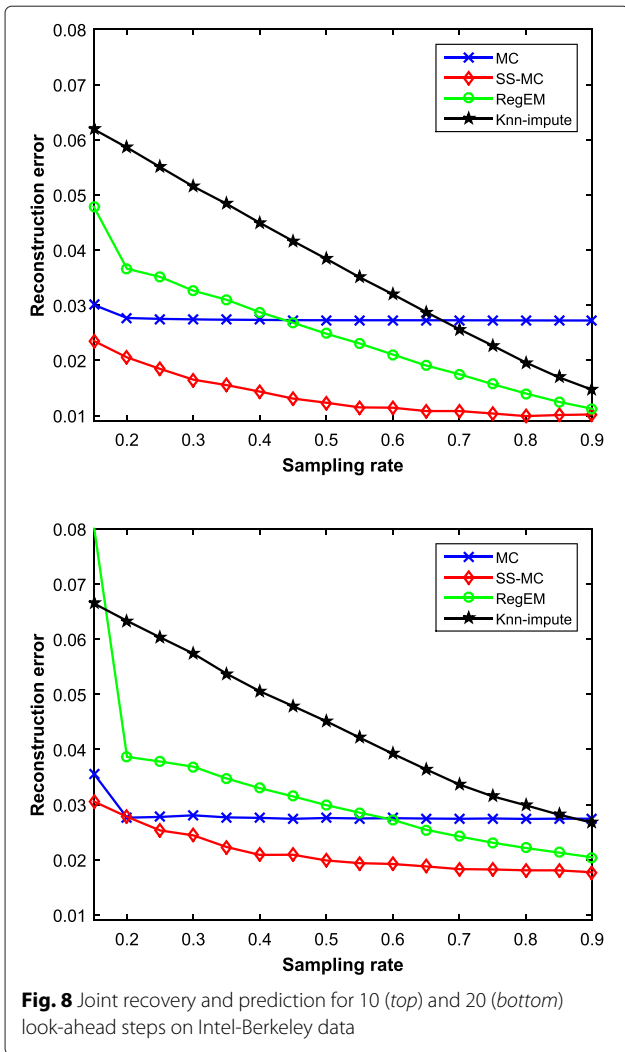 0.08
0.07
0.06
0.05
0.04
0.03
0.02
0.01
Reconstruction error
MC
SS-MC
RegEM
Knn-impute
0.2 0.3 0.4 0.5 0.6 0.7 0.8 0.9
Sampling rate
0.08
0.07
0.06
0.05
0.04
0.03
0.02
0.01
Reconstruction error
MC
SS-MC
RegEM
Knn-impute
0.2 0.3 0.4 0.5 0.6 0.7 0.8 0.9
Sampling rate
Fig. 8 Joint recovery and prediction for 10 (top) and 20 (bottom)
look-ahead steps on Intel-Berkeley data